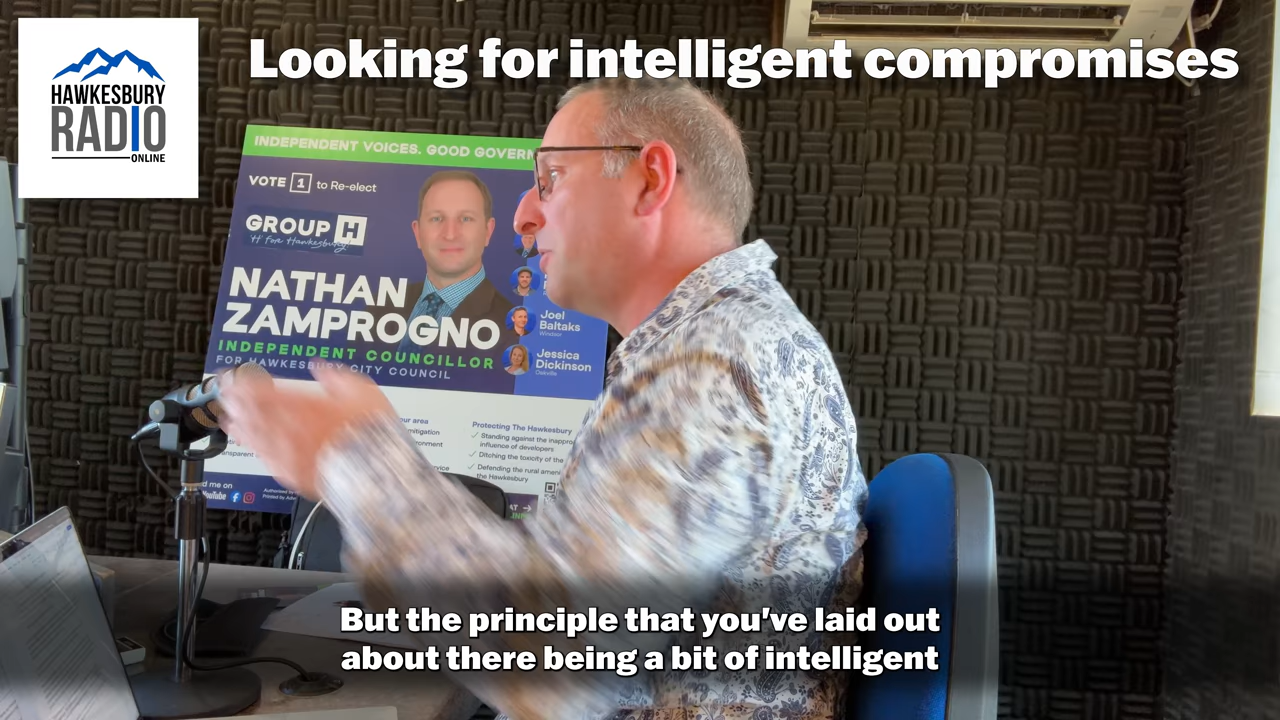 Looking for intelligent compromises
HAWKESBURY
RADIO
ONLINE
INDEPENDENT VOICES. GOOD GOVERN
VOTE 1 to Re-elect
GROUP H
'H' For Hawkesbury
NATHAN
ZAMPROGNO
INDEPENDENT COUNCILLOR
FOR HAWKESBURY CITY COUNCIL
Joel
Baltaks
Windsor
Jessica
Dickinson
Oakville
our area
Protecting The Hawkesbury
Standing against the inappro
influence of developers
Ditching the toxicity of the
Defending the rural amen
the Hawkesbury
But the principle that you've laid out
about there being a bit of intelligent